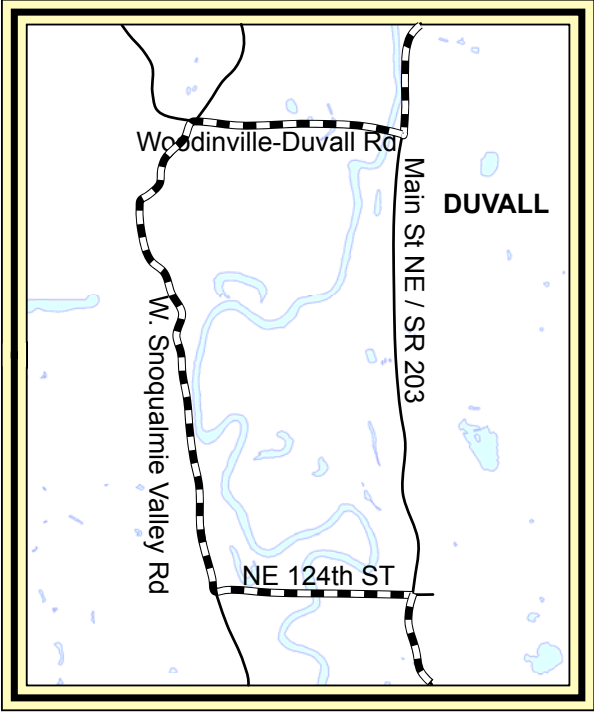 Woodinville-Duvall Rd
DUVALL
Main St NE / SR 203
W. Snoqualmie Valley Rd
NE 124th ST